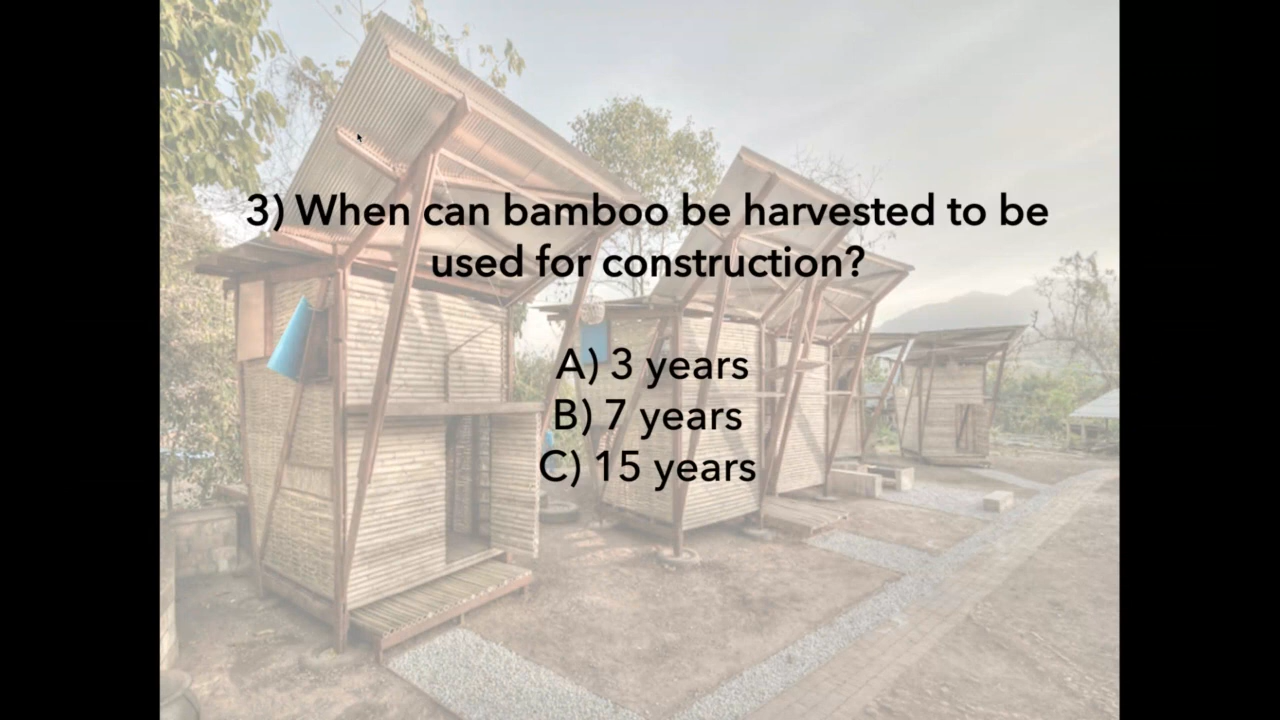 3) When can bamboo be harvested to be
used for construction?
A) 3 years
B) 7 years
C) 15 years